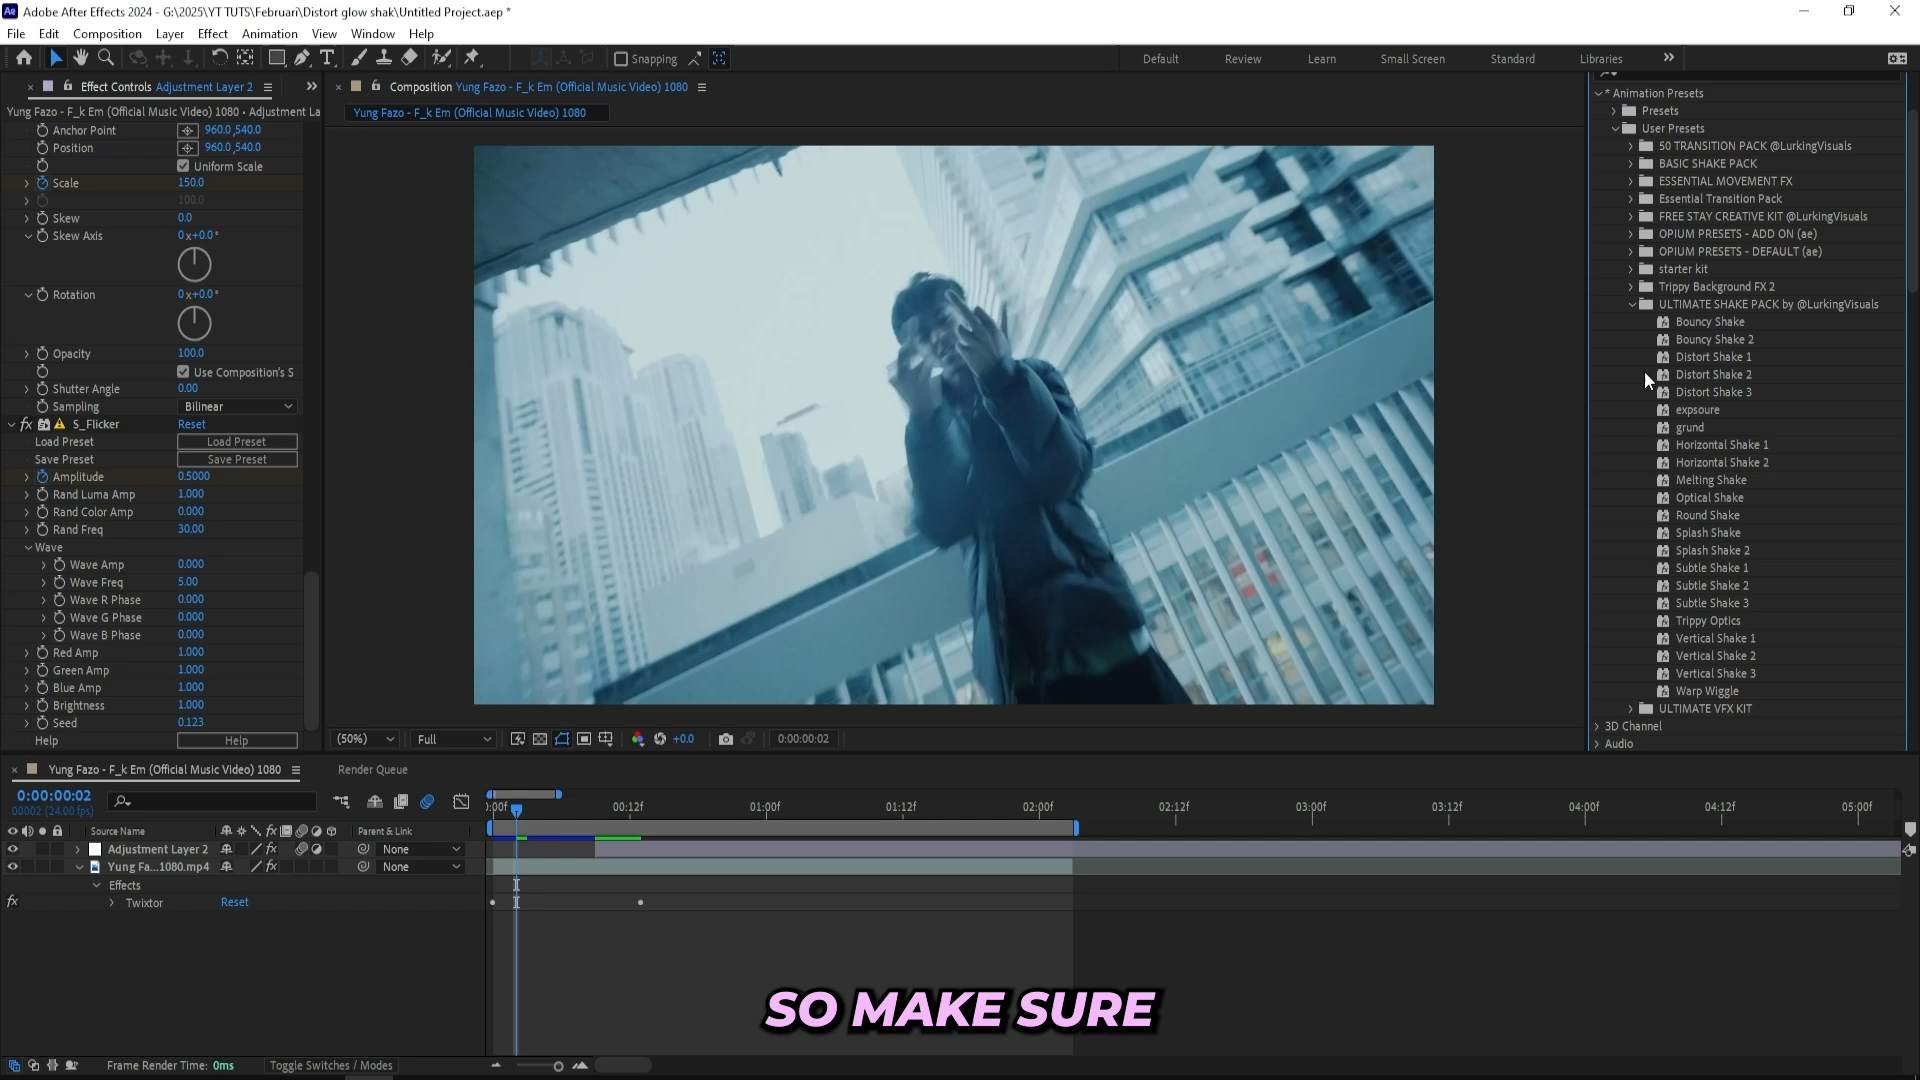 Adobe After Effects 2024 - G:\2025\YT TUTS\Februari\Distort glow shak\Untitled Project.aep *
File Edit Composition Layer Effect Animation View Window Help
Snapping
Default Review Learn Small Screen Standard Libraries
Effect Controls Adjustment Layer 2
Yung Fazo - F_k Em (Official Music Video) 1080 • Adjustment La
Anchor Point 960.0,540.0
Position 960.0,540.0
Uniform Scale
Scale 150.0
100.0
Skew 0.0
Skew Axis 0x+0.0°
Rotation 0x+0.0°
Opacity 100.0
Use Composition's S
Shutter Angle 0.00
Sampling Bilinear
fx S_Flicker Reset
Load Preset Load Preset
Save Preset Save Preset
Amplitude 0.5000
Rand Luma Amp 1.000
Rand Color Amp 0.000
Rand Freq 30.00
Wave
Wave Amp 0.000
Wave Freq 5.00
Wave R Phase 0.000
Wave G Phase 0.000
Wave B Phase 0.000
Red Amp 1.000
Green Amp 1.000
Blue Amp 1.000
Brightness 1.000
Seed 0.123
Help Help
Composition Yung Fazo - F_k Em (Official Music Video) 1080
Yung Fazo - F_k Em (Official Music Video) 1080
(50%) Full +0.0 0:00:00:02
* Animation Presets
Presets
User Presets
50 TRANSITION PACK @LurkingVisuals
BASIC SHAKE PACK
ESSENTIAL MOVEMENT FX
Essential Transition Pack
FREE STAY CREATIVE KIT @LurkingVisuals
OPIUM PRESETS - ADD ON (ae)
OPIUM PRESETS - DEFAULT (ae)
starter kit
Trippy Background FX 2
ULTIMATE SHAKE PACK by @LurkingVisuals
Bouncy Shake
Bouncy Shake 2
Distort Shake 1
Distort Shake 2
Distort Shake 3
expsoure
grund
Horizontal Shake 1
Horizontal Shake 2
Melting Shake
Optical Shake
Round Shake
Splash Shake
Splash Shake 2
Subtle Shake 1
Subtle Shake 2
Subtle Shake 3
Trippy Optics
Vertical Shake 1
Vertical Shake 2
Vertical Shake 3
Warp Wiggle
ULTIMATE VFX KIT
3D Channel
Audio
Yung Fazo - F_k Em (Official Music Video) 1080 Render Queue
0:00:00:02
00002 (24.00 fps)
:00f 00:12f 01:00f 01:12f 02:00f 02:12f 03:00f 03:12f 04:00f 04:12f 05:00f
Source Name fx Parent & Link
Adjustment Layer 2 fx None
Yung Fa...1080.mp4 fx None
Effects
fx Twixtor Reset
SO MAKE SURE
Frame Render Time: 0ms Toggle Switches / Modes